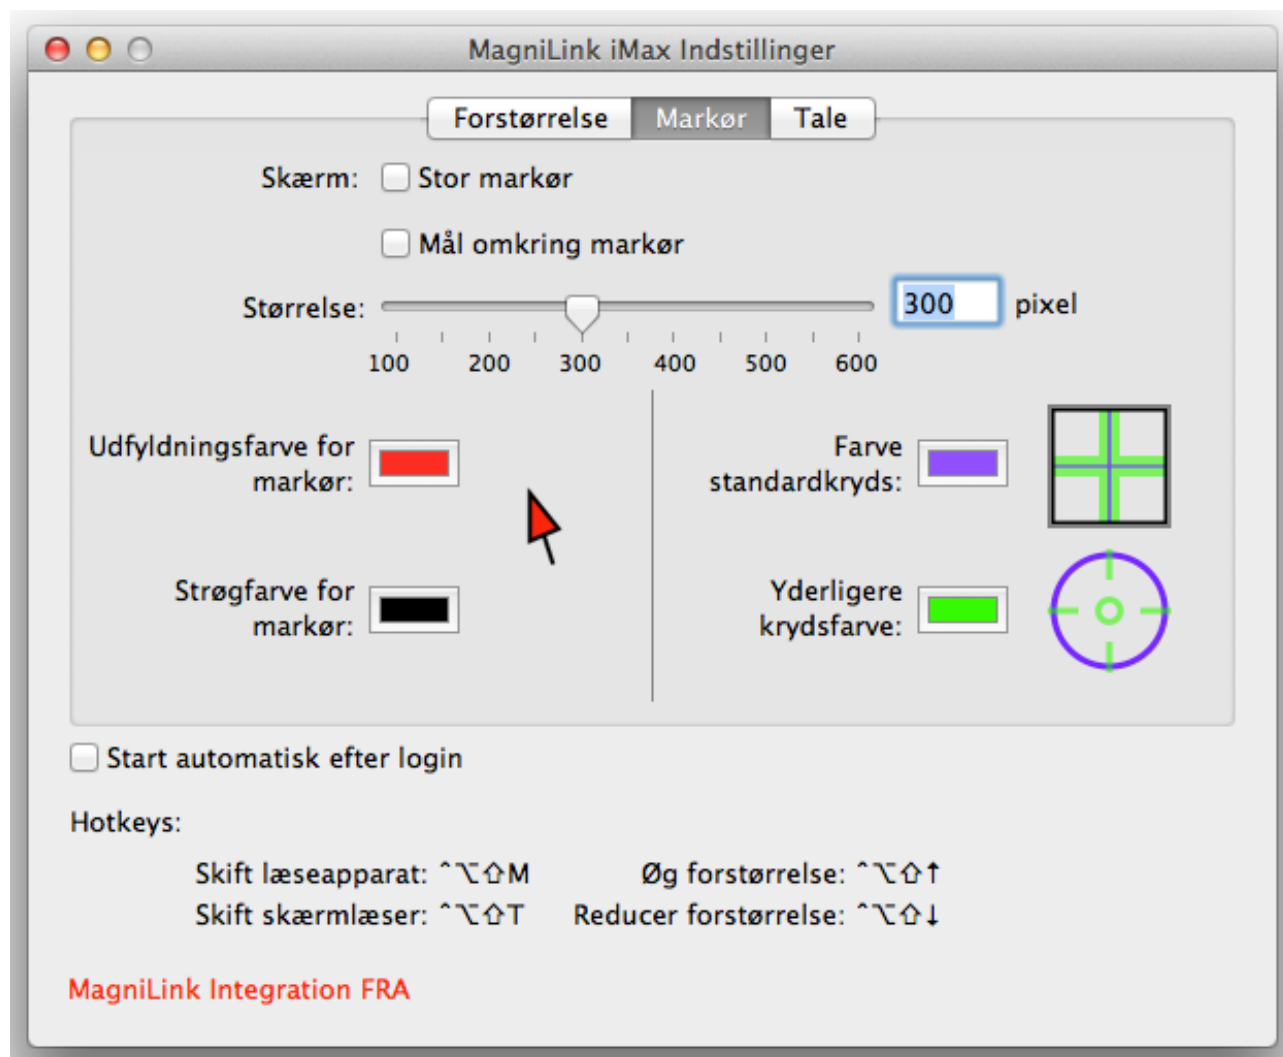 MagniLink iMax Indstillinger
Forstørrelse Markør Tale
Skærm: Stor markør
Mål omkring markør
Størrelse: 300 pixel
100 200 300 400 500 600
Udfyldningsfarve for
markør:
Farve
standardkryds:
Strøgfarve for
markør:
Yderligere
krydsfarve:
Start automatisk efter login
Hotkeys:
Skift læseapparat: ⌃⌥⇧M Øg forstørrelse: ⌃⌥⇧↑
Skift skærmlæser: ⌃⌥⇧T Reducer forstørrelse: ⌃⌥⇧↓
MagniLink Integration FRA